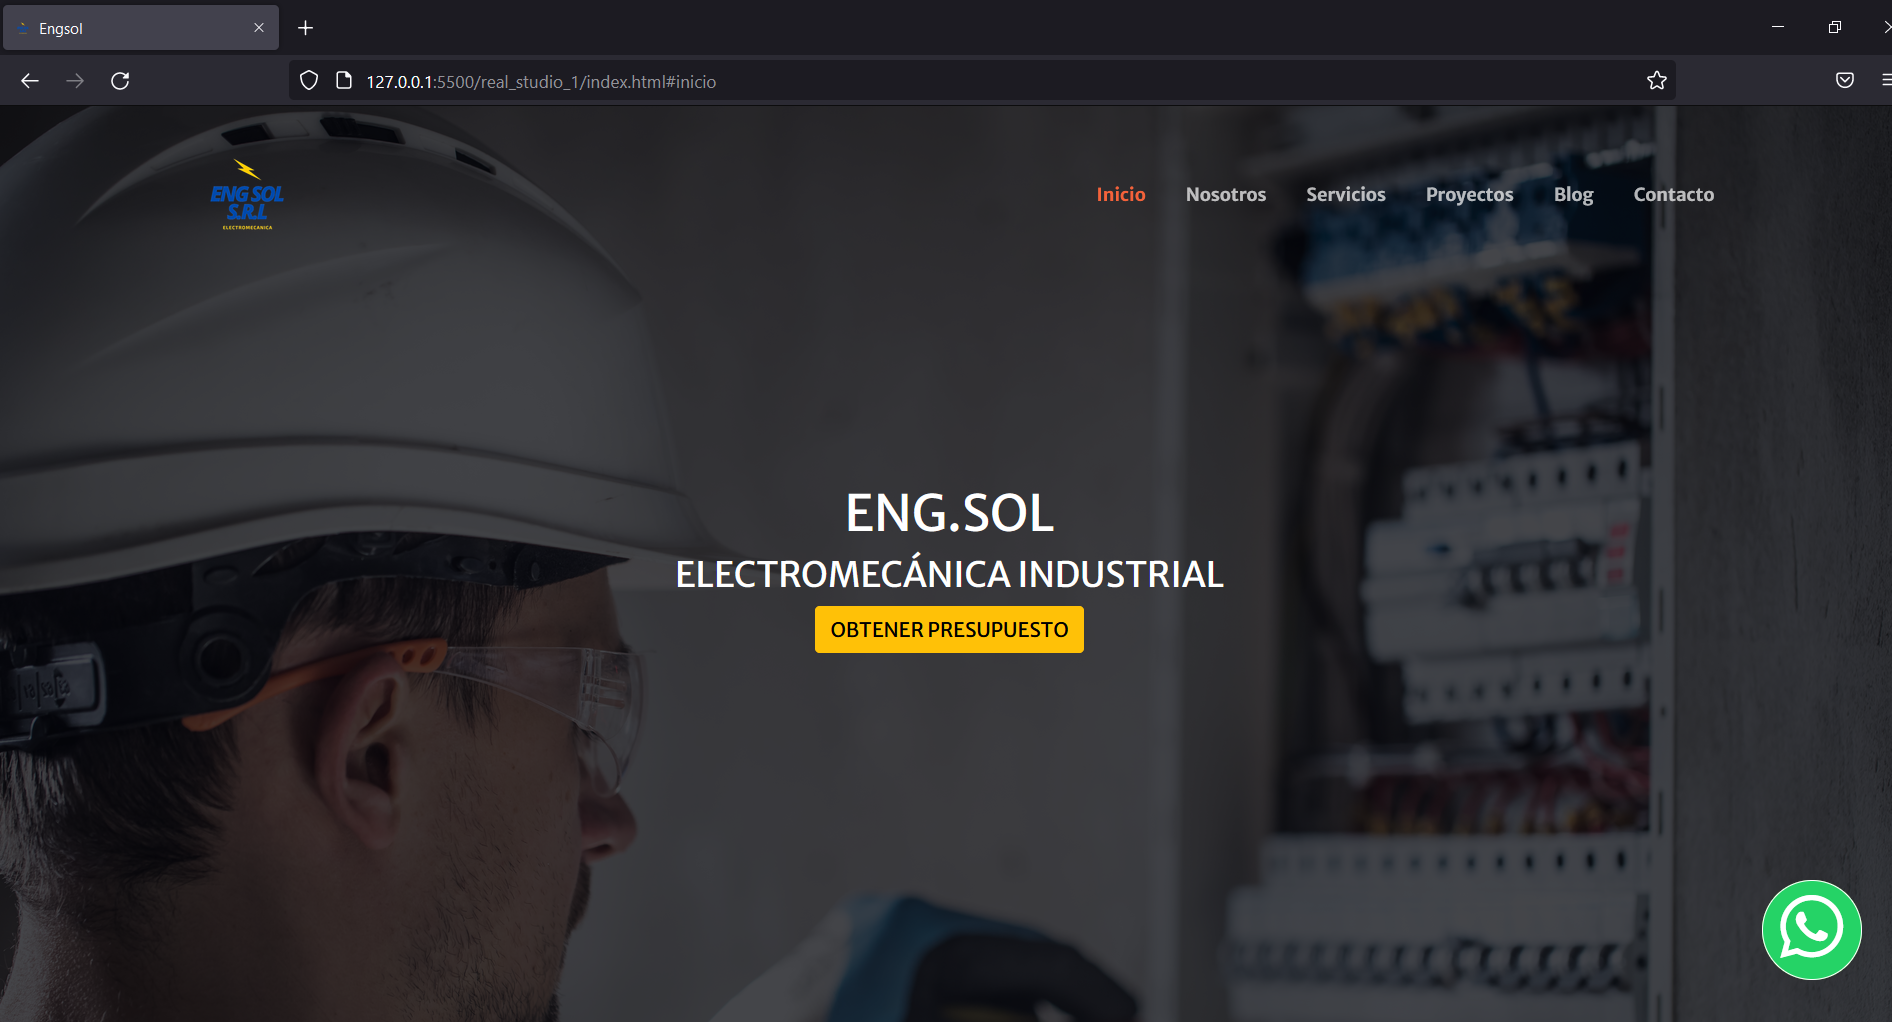 Engsol
127.0.0.1:5500/real_studio_1/index.html#inicio
ENG SOL
S.R.L
ELECTROMECANICA
Inicio Nosotros Servicios Proyectos Blog Contacto
ENG.SOL
ELECTROMECÁNICA INDUSTRIAL
OBTENER PRESUPUESTO